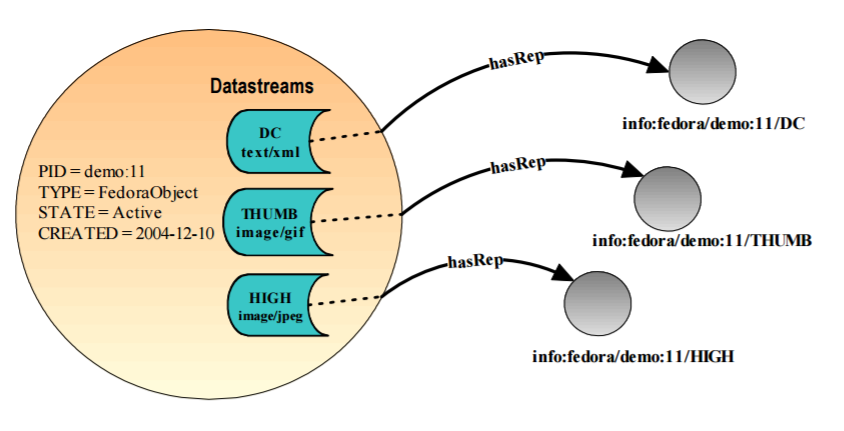 Datastreams
DC
text/xml
PID = demo:11
TYPE = FedoraObject
STATE = Active
CREATED = 2004-12-10
THUMB
image/gif
HIGH
image/jpeg
hasRep
info:fedora/demo:11/DC
hasRep
info:fedora/demo:11/THUMB
hasRep
info:fedora/demo:11/HIGH